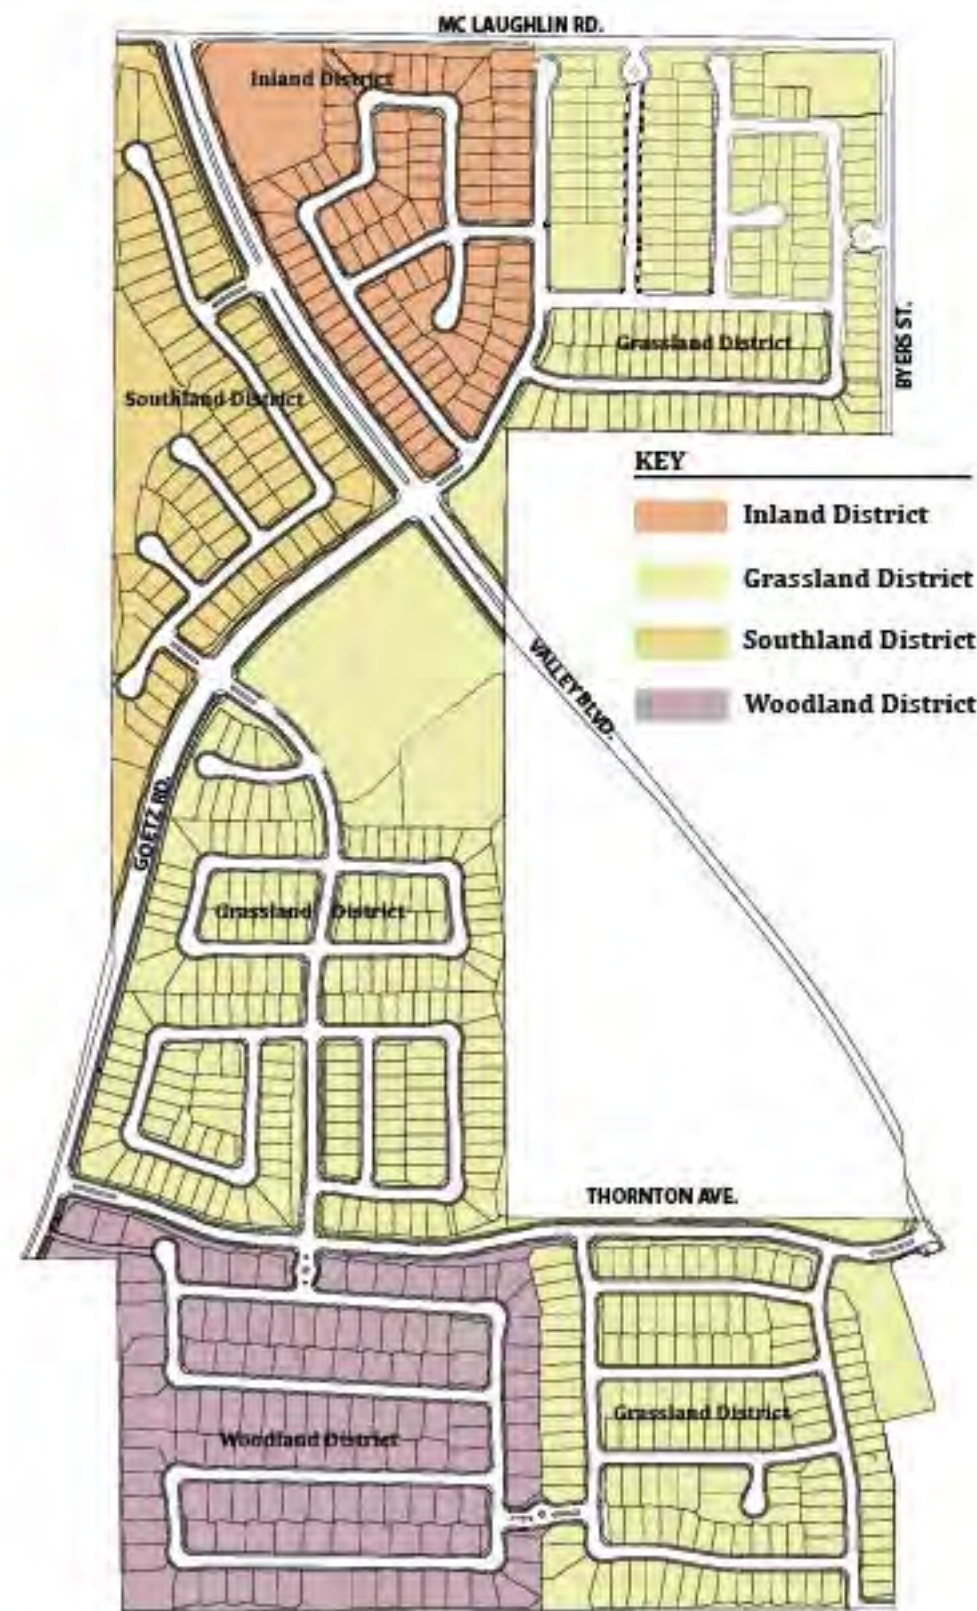 MC LAUGHLIN RD.
Inland District
Grassland District
BYERS ST.
Southland District
KEY
Inland District
Grassland District
Southland District
Woodland District
VALLEY BLVD.
GOETZ RD.
Grassland District
THORNTON AVE.
Grassland District
Woodland District